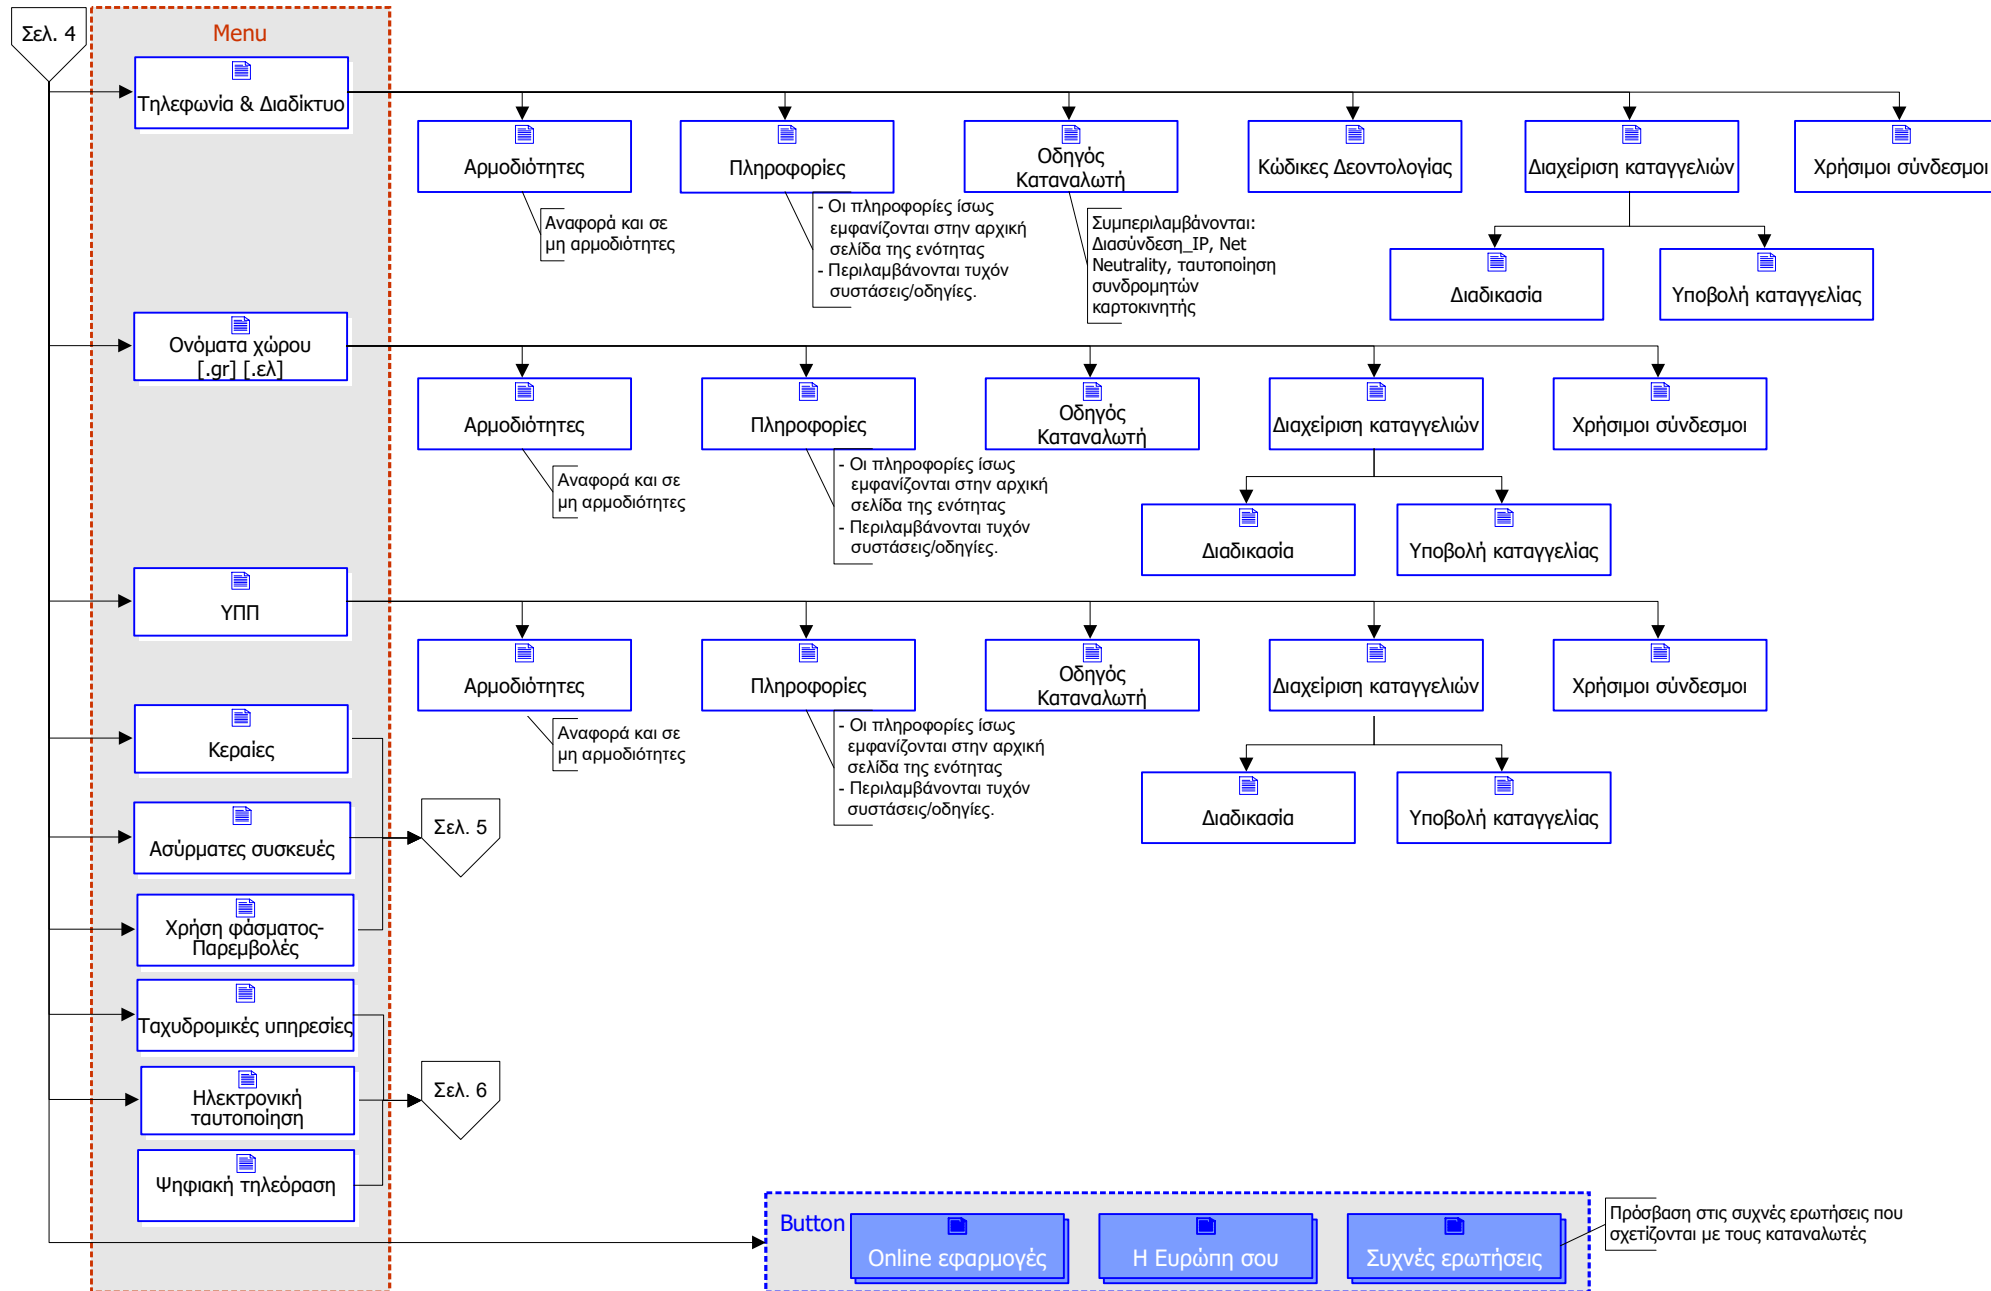 Σελ. 4
Menu
Τηλεφωνία & Διαδίκτυο
Αρμοδιότητες
Πληροφορίες
Οδηγός
Καταναλωτή
Κώδικες Δεοντολογίας
Διαχείριση καταγγελιών
Χρήσιμοι σύνδεσμοι
Αναφορά και σε
μη αρμοδιότητες
- Οι πληροφορίες ίσως
εμφανίζονται στην αρχική
σελίδα της ενότητας
- Περιλαμβάνονται τυχόν
συστάσεις/οδηγίες.
Συμπεριλαμβάνονται:
Διασύνδεση_IP, Net
Neutrality, ταυτοποίηση
συνδρομητών
καρτοκινητής
Διαδικασία
Υποβολή καταγγελίας
Ονόματα χώρου
[.gr] [.ελ]
Αρμοδιότητες
Πληροφορίες
Οδηγός
Καταναλωτή
Διαχείριση καταγγελιών
Χρήσιμοι σύνδεσμοι
Αναφορά και σε
μη αρμοδιότητες
- Οι πληροφορίες ίσως
εμφανίζονται στην αρχική
σελίδα της ενότητας
- Περιλαμβάνονται τυχόν
συστάσεις/οδηγίες.
Διαδικασία
Υποβολή καταγγελίας
ΥΠΠ
Αρμοδιότητες
Πληροφορίες
Οδηγός
Καταναλωτή
Διαχείριση καταγγελιών
Χρήσιμοι σύνδεσμοι
Αναφορά και σε
μη αρμοδιότητες
- Οι πληροφορίες ίσως
εμφανίζονται στην αρχική
σελίδα της ενότητας
- Περιλαμβάνονται τυχόν
συστάσεις/οδηγίες.
Διαδικασία
Υποβολή καταγγελίας
Κεραίες
Ασύρματες συσκευές
Σελ. 5
Χρήση φάσματος-
Παρεμβολές
Ταχυδρομικές υπηρεσίες
Ηλεκτρονική
ταυτοποίηση
Σελ. 6
Ψηφιακή τηλεόραση
Button
Online εφαρμογές
Η Ευρώπη σου
Συχνές ερωτήσεις
Πρόσβαση στις συχνές ερωτήσεις που
σχετίζονται με τους καταναλωτές